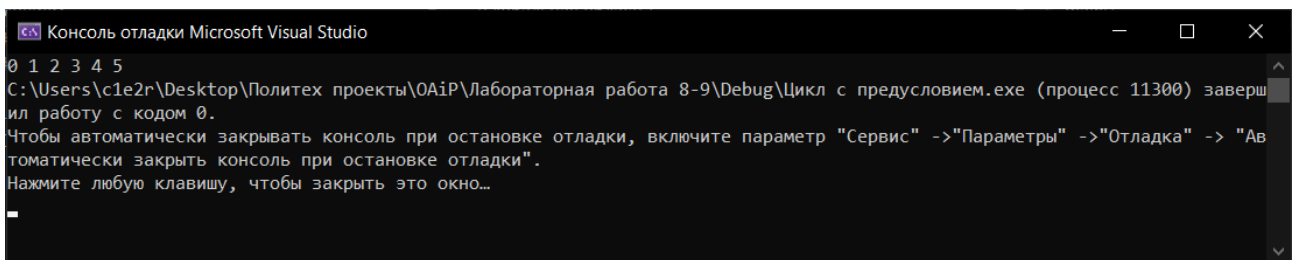 Консоль отладки Microsoft Visual Studio
0 1 2 3 4 5
C:\Users\c1e2r\Desktop\Политех проекты\OAiP\Лабораторная работа 8-9\Debug\Цикл с предусловием.exe (процесс 11300) заверш
ил работу с кодом 0.
Чтобы автоматически закрывать консоль при остановке отладки, включите параметр "Сервис" ->"Параметры" ->"Отладка" -> "Ав
томатически закрыть консоль при остановке отладки".
Нажмите любую клавишу, чтобы закрыть это окно…